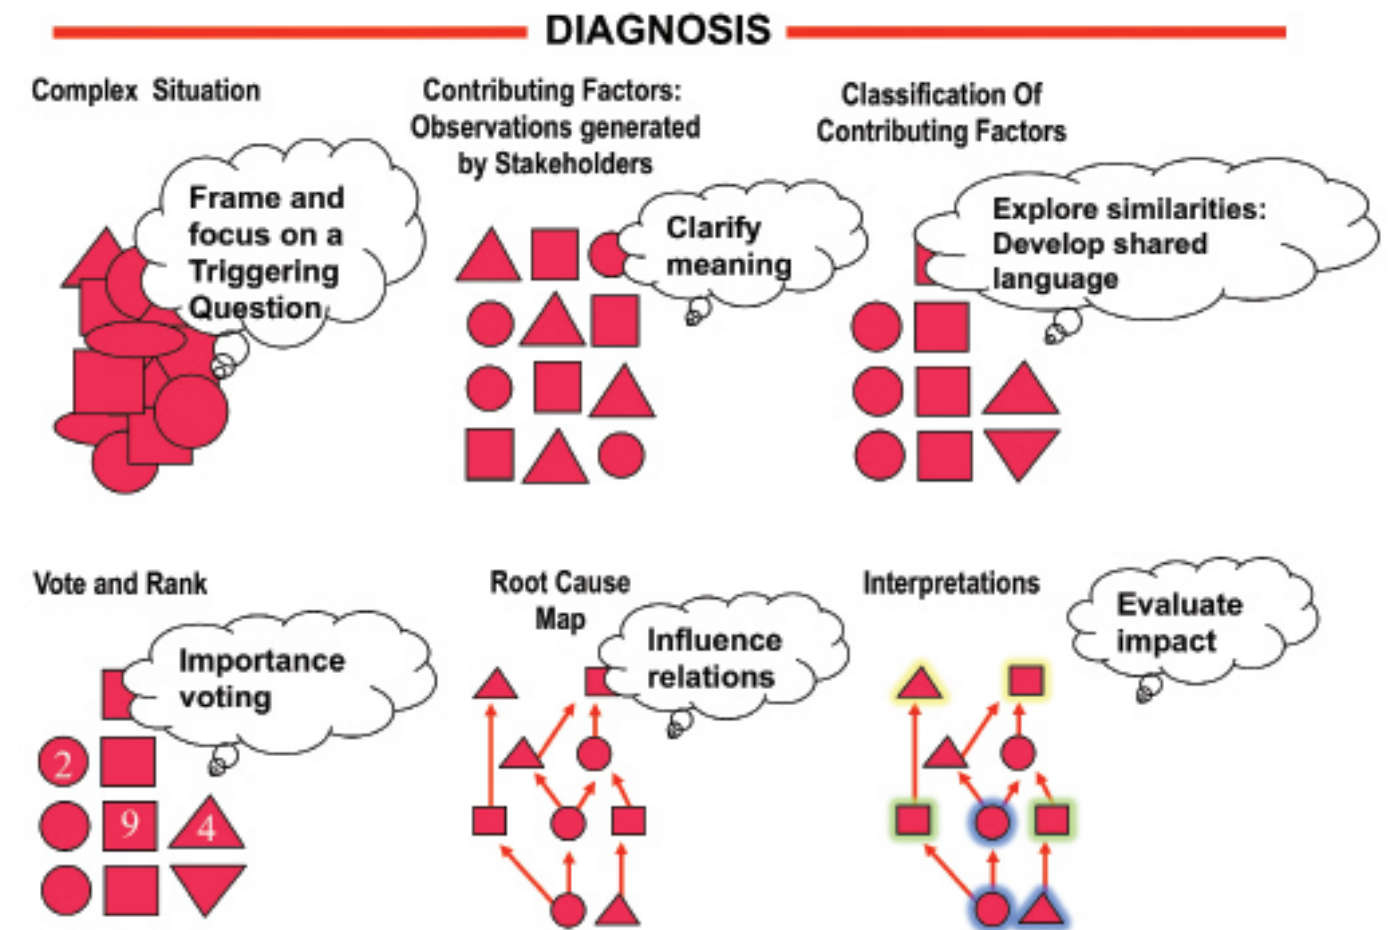 DIAGNOSIS
Complex Situation
Frame and
focus on a
Triggering
Question
Contributing Factors:
Observations generated
by Stakeholders
Clarify
meaning
Classification Of
Contributing Factors
Explore similarities:
Develop shared
language
Vote and Rank
Importance
voting
2
9
4
Root Cause
Map
Influence
relations
Interpretations
Evaluate
impact